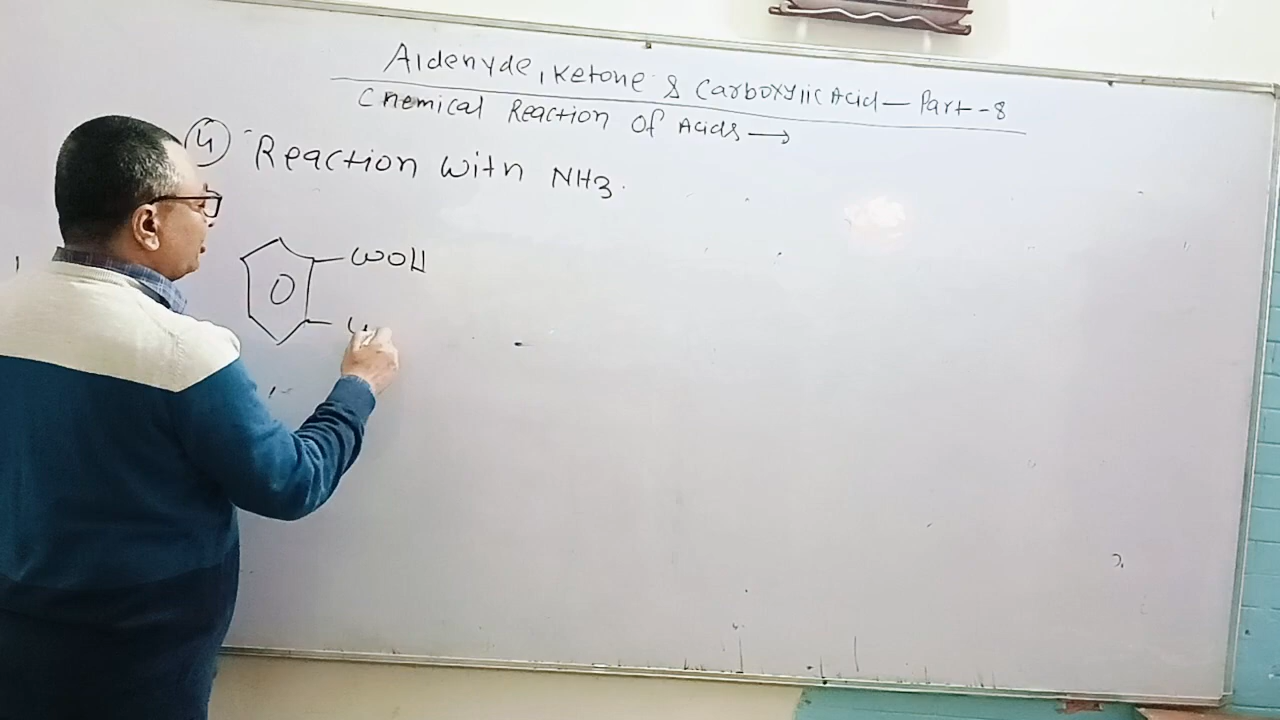 Aldehyde, Ketone & Carboxylic Acid — Part-8
Chemical Reaction of Acids →
4 Reaction with NH3.
COOH
O